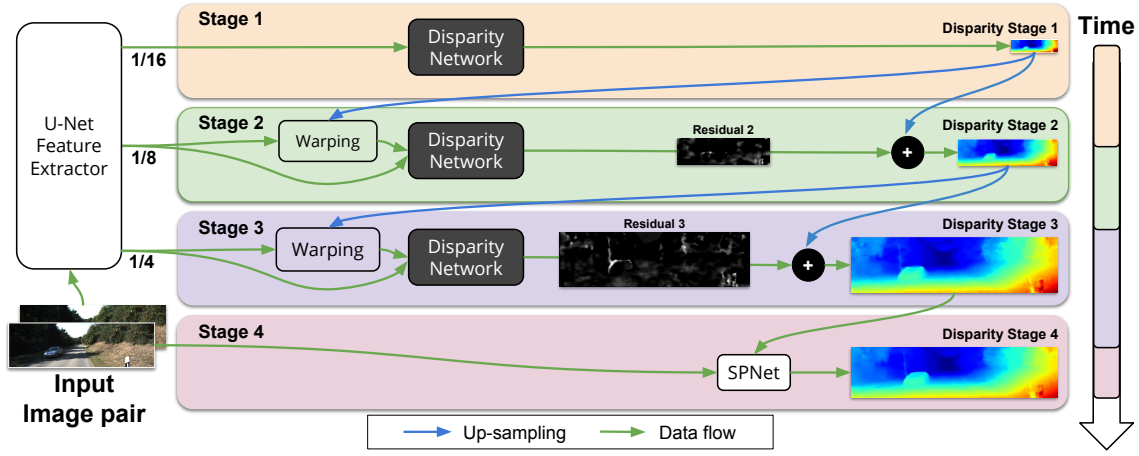 Stage 1
Disparity Stage 1
Time
Disparity
Network
1/16
U-Net
Feature
Extractor
Stage 2
Disparity Stage 2
Warping
Disparity
Network
Residual 2
+
1/8
Stage 3
Disparity Stage 3
Warping
Disparity
Network
Residual 3
+
1/4
Stage 4
Disparity Stage 4
SPNet
Input
Image pair
Up-sampling
Data flow